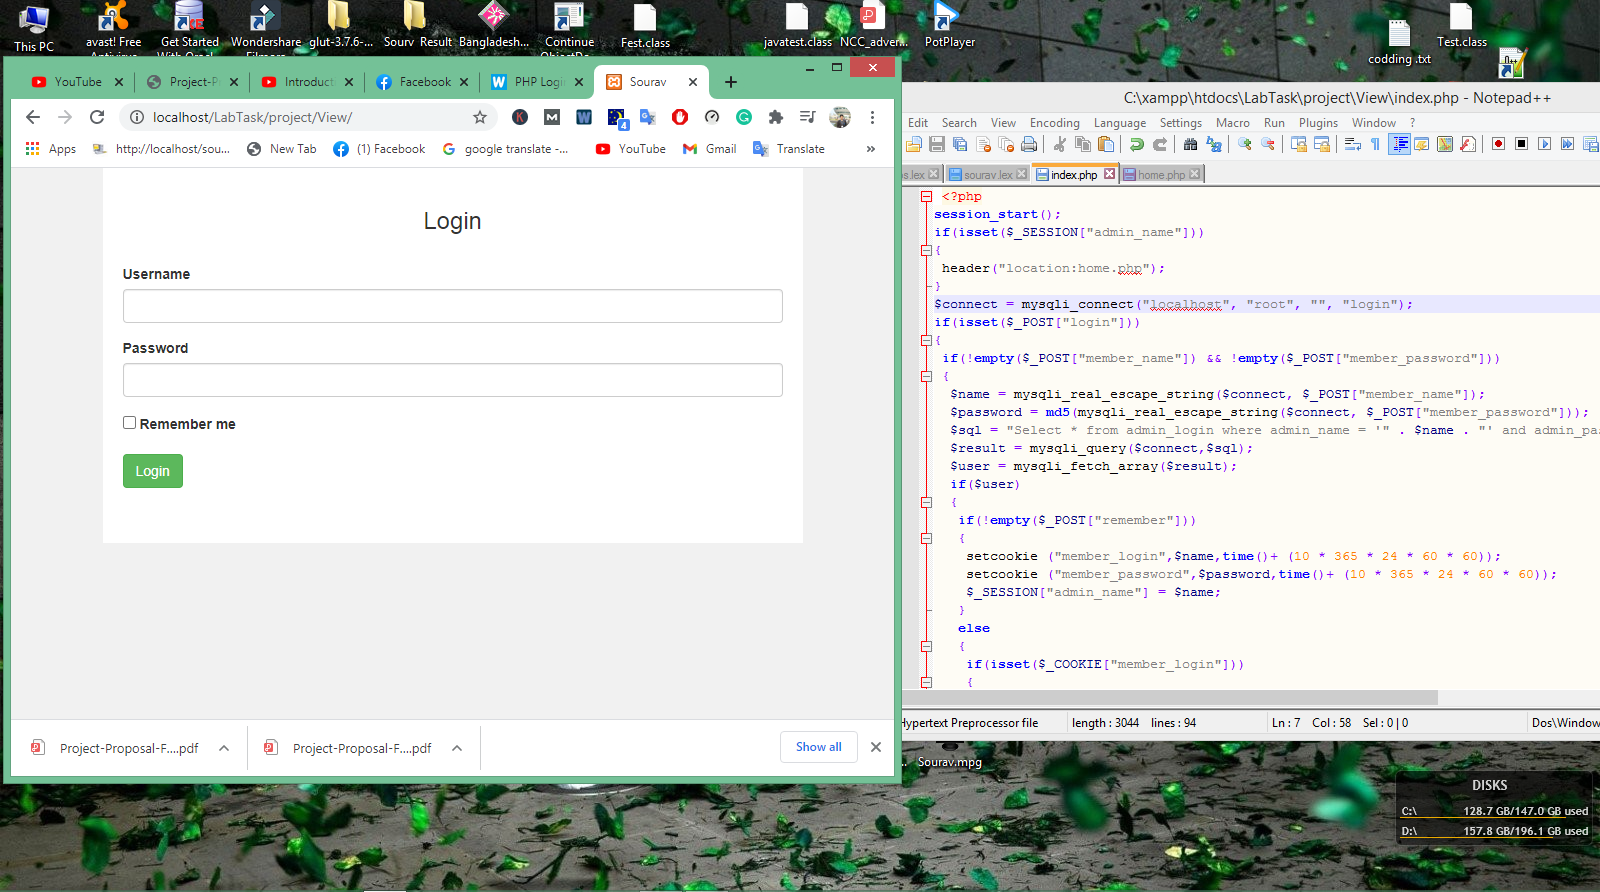 This PC
avast! Free
Antivirus
Get Started
With Oracl
Wondershare
Filmora
glut-3.7.6-...
Sourv Result
Bangladesh...
Continue
Fest.class
javatest.class
NCC_adver...
PotPlayer
codding .txt
Test.class
YouTube
Project-P
Introduct
Facebook
PHP Login
Sourav
localhost/LabTask/project/View/
4
Apps
http://localhost/sou...
New Tab
(1) Facebook
google translate -...
YouTube
Gmail
Translate
»
Login
Username
Password
Remember me
Login
Project-Proposal-F....pdf
Project-Proposal-F....pdf
Show all
C:\xampp\htdocs\LabTask\project\View\index.php - Notepad++
Edit Search View Encoding Language Settings Macro Run Plugins Window ?
os.lex
sourav.lex
index.php
home.php
<?php
session_start();
if(isset($_SESSION["admin_name"]))
{
header("location:home.php");
}
$connect = mysqli_connect("localhost", "root", "", "login");
if(isset($_POST["login"]))
{
if(!empty($_POST["member_name"]) && !empty($_POST["member_password"]))
{
$name = mysqli_real_escape_string($connect, $_POST["member_name"]);
$password = md5(mysqli_real_escape_string($connect, $_POST["member_password"]));
$sql = "Select * from admin_login where admin_name = '" . $name . "' and admin_pa
$result = mysqli_query($connect,$sql);
$user = mysqli_fetch_array($result);
if($user)
{
if(!empty($_POST["remember"]))
{
setcookie ("member_login",$name,time()+ (10 * 365 * 24 * 60 * 60));
setcookie ("member_password",$password,time()+ (10 * 365 * 24 * 60 * 60));
$_SESSION["admin_name"] = $name;
}
else
{
if(isset($_COOKIE["member_login"]))
{
Hypertext Preprocessor file
length : 3044 lines : 94
Ln : 7 Col : 58 Sel : 0 | 0
Dos\Window
... Sourav.mpg
DISKS
C:\ 128.7 GB/147.0 GB used
D:\ 157.8 GB/196.1 GB used